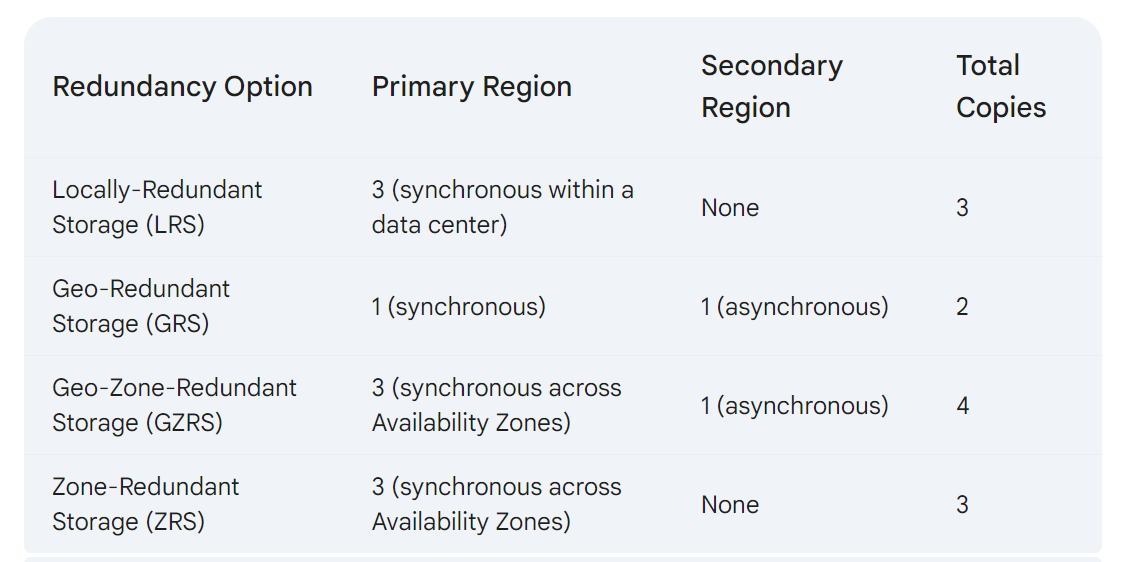 Redundancy Option
Primary Region
Secondary
Region
Total
Copies
Locally-Redundant
Storage (LRS)
3 (synchronous within a
data center)
None
3
Geo-Redundant
Storage (GRS)
1 (synchronous)
1 (asynchronous)
2
Geo-Zone-Redundant
Storage (GZRS)
3 (synchronous across
Availability Zones)
1 (asynchronous)
4
Zone-Redundant
Storage (ZRS)
3 (synchronous across
Availability Zones)
None
3